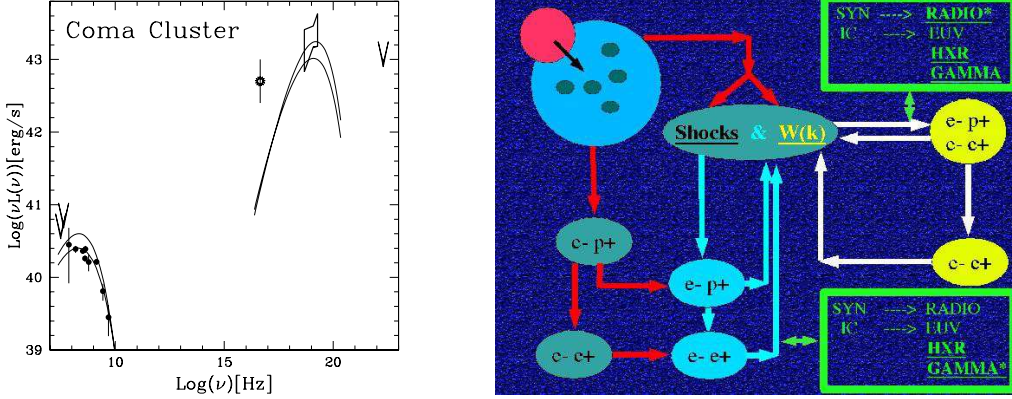 Coma Cluster
Log(νL(ν))[erg/s)
43
42
41
40
39
10
15
20
Log(ν)[Hz]
SYN ----> RADIO*
IC ----> EUV
HXR
GAMMA
Shocks & W(k)
e- p+
e- e+
e- p+
e- p+
e- e+
e- e+
e- e+
SYN ----> RADIO
IC ----> EUV
HXR
GAMMA*